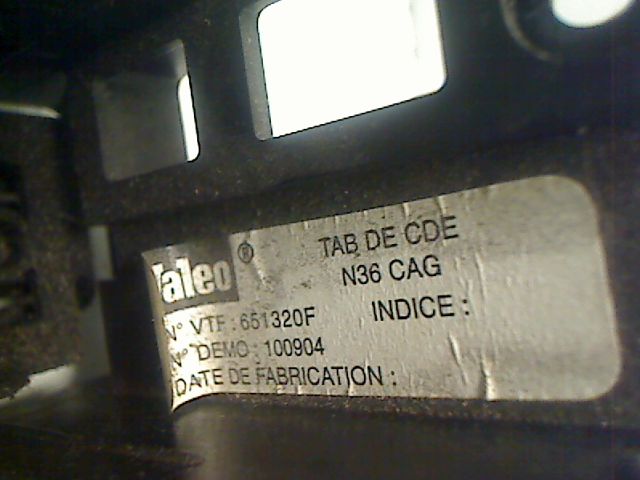 Valeo® TAB DE CDE
N36 CAG
N° VTF : 651320F INDICE :
N° DEMO : 100904
DATE DE FABRICATION :